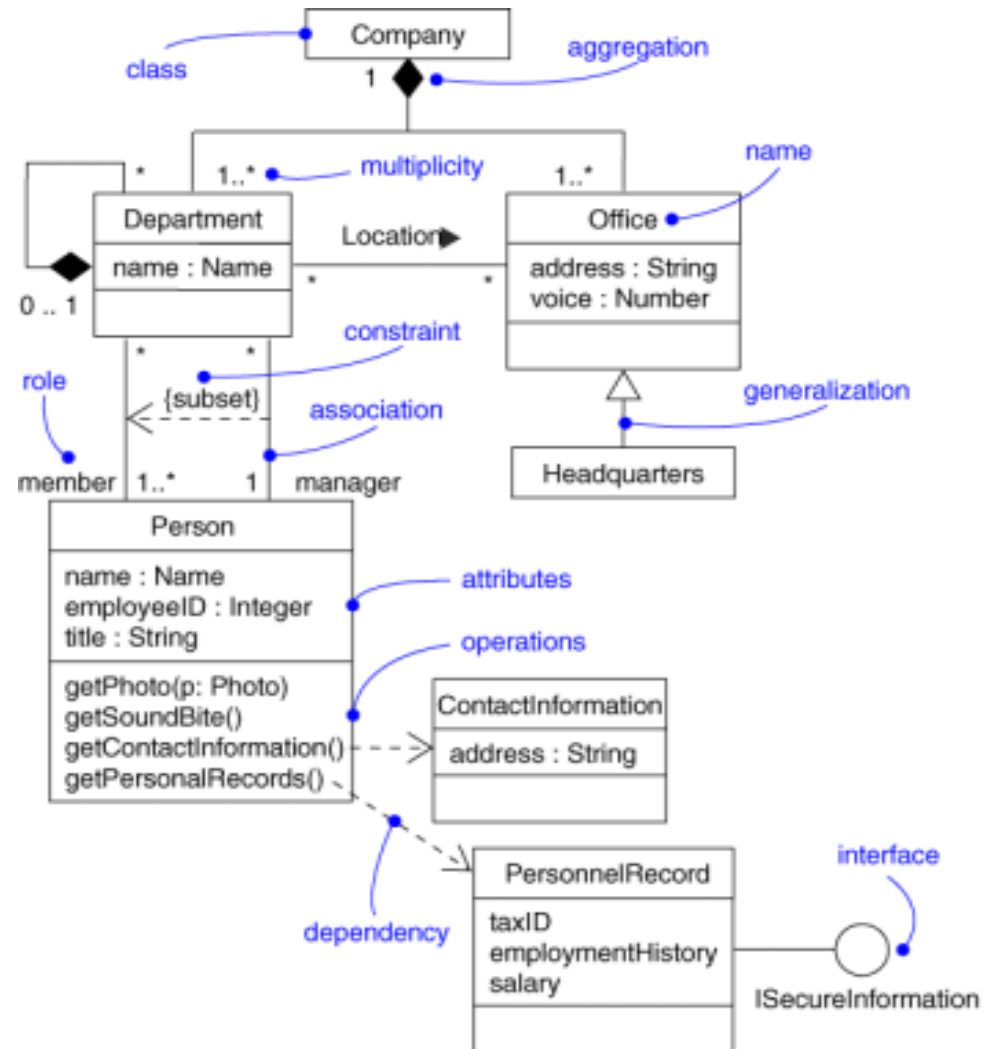 Company
aggregation
class
1
name
multiplicity
*
1..*
1..*
Department
Location
Office
name : Name
address : String
voice : Number
*
*
0 .. 1
constraint
*
*
role
{subset}
generalization
association
Headquarters
member
1..*
1
manager
Person
name : Name
employeeID : Integer
title : String
attributes
operations
getPhoto(p: Photo)
getSoundBite()
getContactInformation()
getPersonalRecords()
ContactInformation
address : String
interface
PersonnelRecord
dependency
taxID
employmentHistory
salary
ISecureInformation